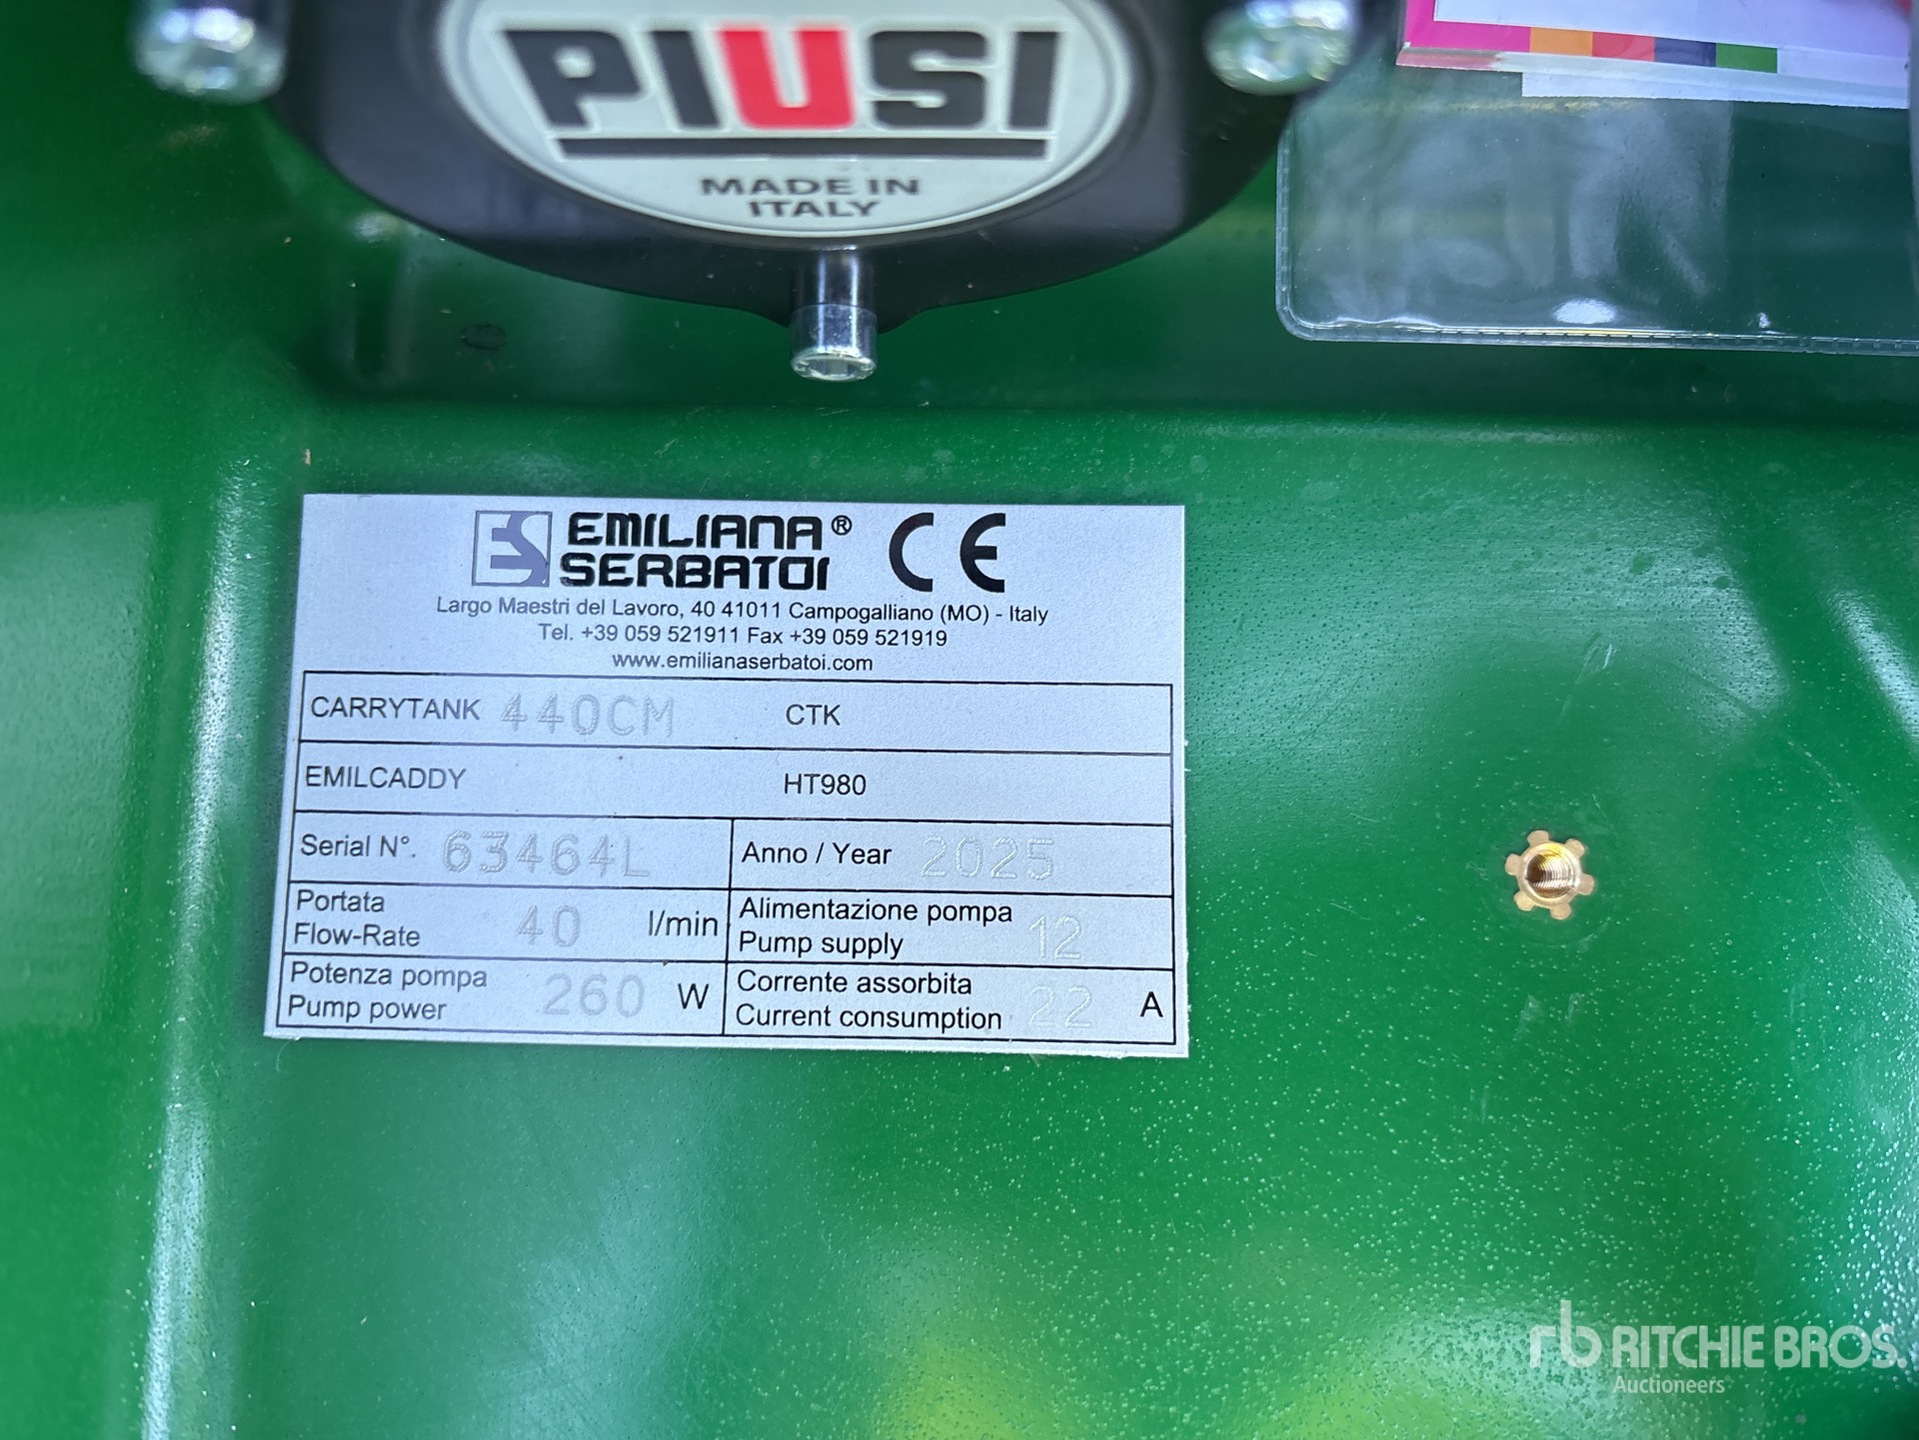 PIUSI
MADE IN
ITALY
ES EMILIANA® CE
SERBATOI
Largo Maestri del Lavoro, 40 41011 Campogalliano (MO) - Italy
Tel. +39 059 521911 Fax +39 059 521919
www.emilianaserbatoi.com
CARRYTANK 440CM CTK
EMILCADDY HT980
Serial N°. 63464L Anno / Year 2025
Portata
Flow-Rate 40 l/min
Alimentazione pompa
Pump supply 12
Potenza pompa
Pump power 260 W
Corrente assorbita
Current consumption 22 A
rb RITCHIE BROS.
Auctioneers